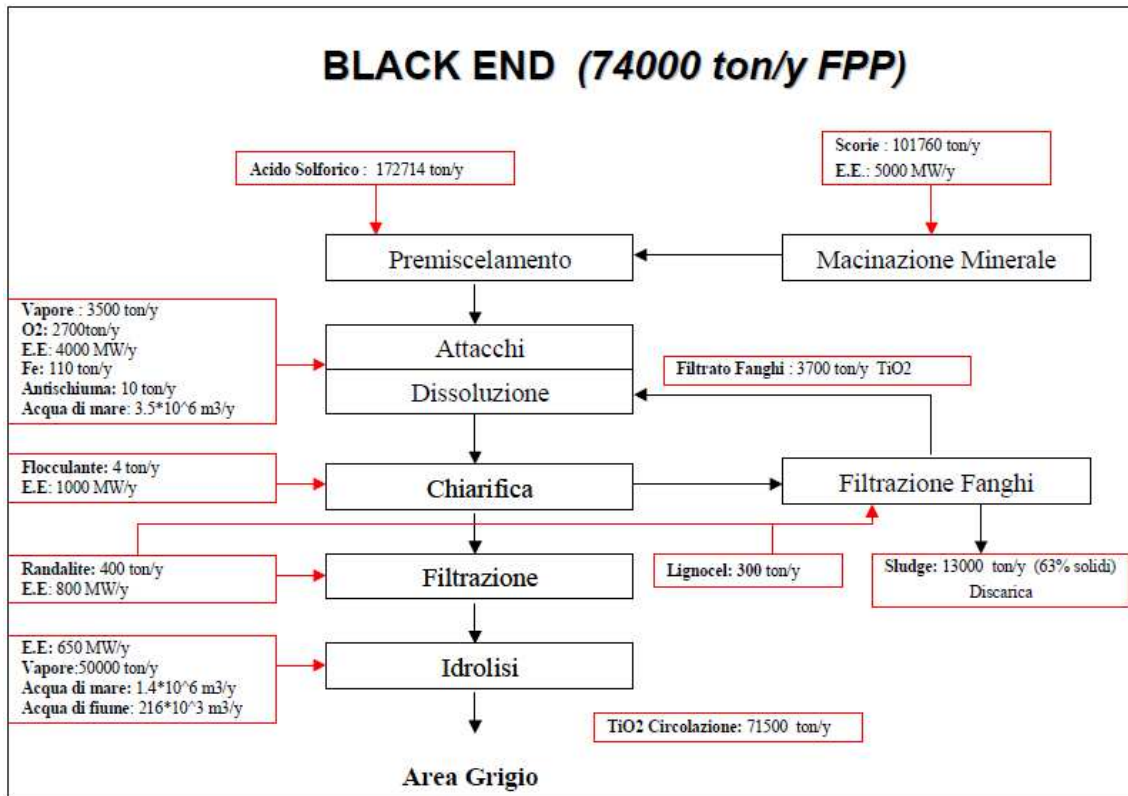 BLACK END (74000 ton/y FPP)
Acido Solforico : 172714 ton/y
Scorie : 101760 ton/y
E.E.: 5000 MW/y
Premiscelamento
Macinazione Minerale
Vapore : 3500 ton/y
O2: 2700ton/y
E.E: 4000 MW/y
Fe: 110 ton/y
Antischiuma: 10 ton/y
Acqua di mare: 3.5*10^6 m3/y
Attacchi
Dissoluzione
Filtrato Fanghi : 3700 ton/y TiO2
Flocculante: 4 ton/y
E.E: 1000 MW/y
Chiarifica
Filtrazione Fanghi
Randalite: 400 ton/y
E.E: 800 MW/y
Filtrazione
Lignocel: 300 ton/y
Sludge: 13000 ton/y (63% solidi)
Discarica
E.E: 650 MW/y
Vapore:50000 ton/y
Acqua di mare: 1.4*10^6 m3/y
Acqua di fiume: 216*10^3 m3/y
Idrolisi
TiO2 Circolazione: 71500 ton/y
Area Grigio